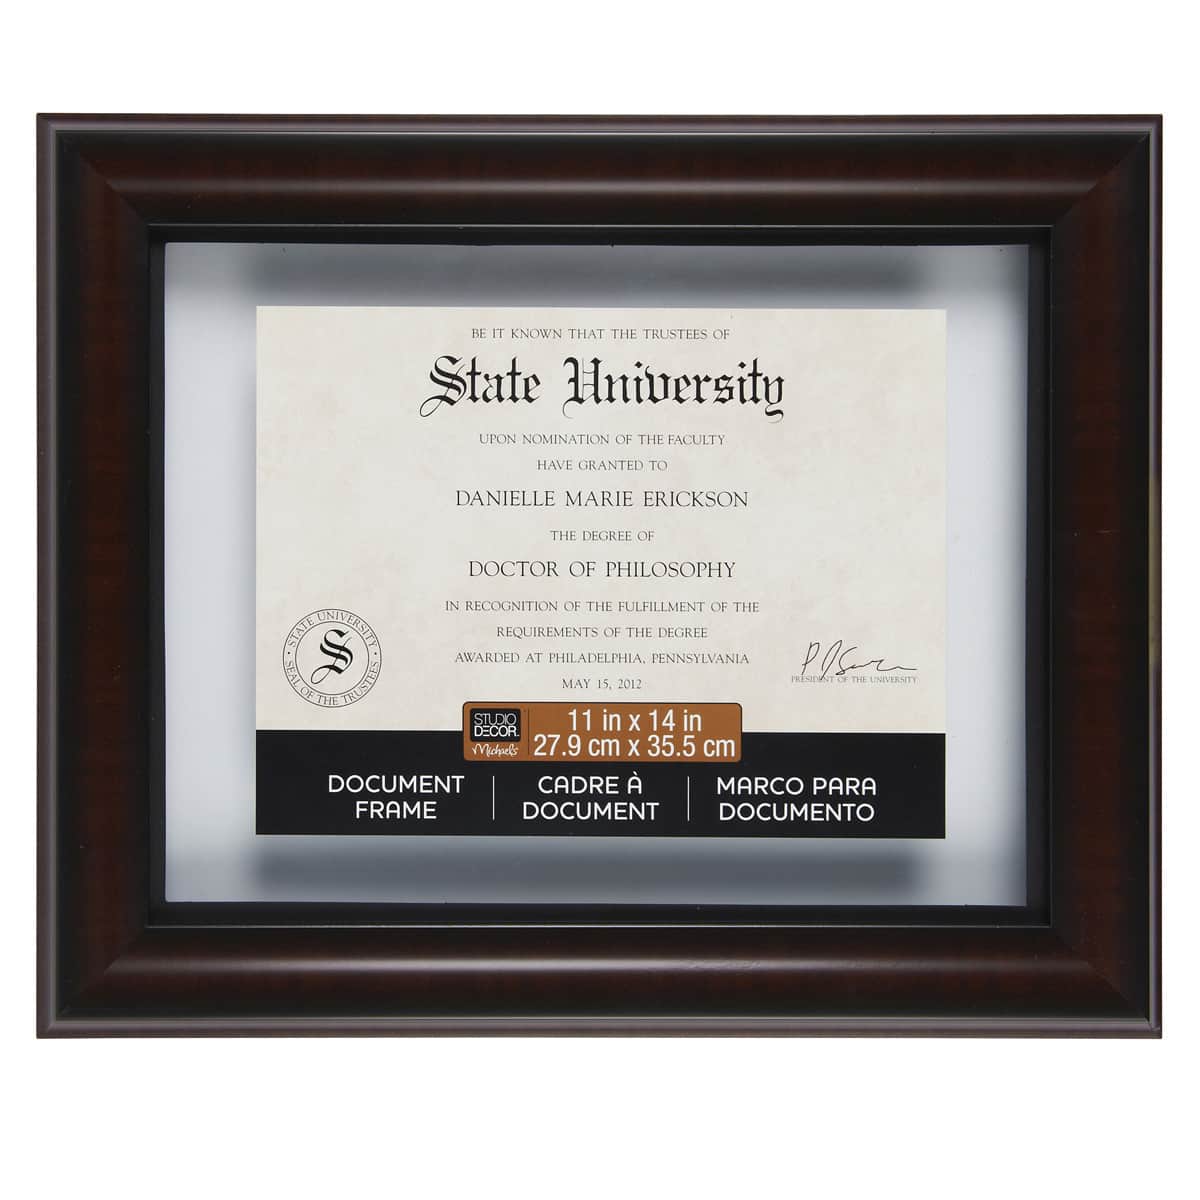 BE IT KNOWN THAT THE TRUSTEES OF
State University
UPON NOMINATION OF THE FACULTY
HAVE GRANTED TO
DANIELLE MARIE ERICKSON
THE DEGREE OF
DOCTOR OF PHILOSOPHY
IN RECOGNITION OF THE FULFILLMENT OF THE
REQUIREMENTS OF THE DEGREE
AWARDED AT PHILADELPHIA, PENNSYLVANIA
MAY 15, 2012
· STATE UNIVERSITY ·
SEAL OF THE TRUSTEES
S
PRESIDENT OF THE UNIVERSITY
STUDIO
DECOR.
Michaels
11 in x 14 in
27.9 cm x 35.5 cm
DOCUMENT
FRAME
CADRE À
DOCUMENT
MARCO PARA
DOCUMENTO